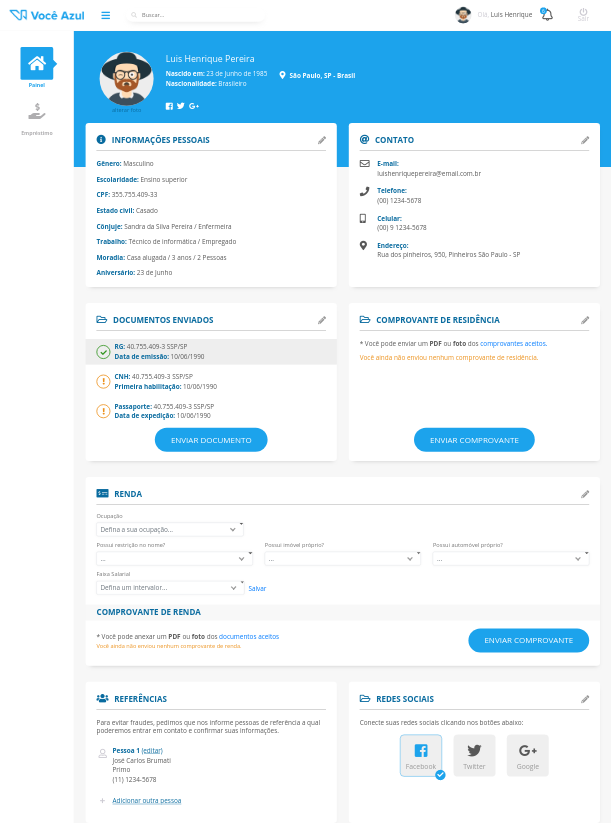 Você Azul
Buscar...
Olá, Luis Henrique
Sair
Painel
Empréstimo
Luis Henrique Pereira
Nascido em: 23 de Junho de 1985
Nascionalidade: Brasileiro
São Paulo, SP - Brasil
alterar foto
INFORMAÇÕES PESSOAIS
Gênero: Masculino
Escolaridade: Ensino superior
CPF: 355.755.409-33
Estado civil: Casado
Cônjuje: Sandra da Silva Pereira / Enfermeira
Trabalho: Técnico de informática / Empregado
Moradia: Casa alugada / 3 anos / 2 Pessoas
Aniversário: 23 de Junho
CONTATO
E-mail:
luishenriquepereira@email.com.br
Telefone:
(00) 1234-5678
Celular:
(00) 9 1234-5678
Endereço:
Rua dos pinheiros, 950, Pinheiros São Paulo - SP
DOCUMENTOS ENVIADOS
RG: 40.755.409-3 SSP/SP
Data de emissão: 10/06/1990
CNH: 40.755.409-3 SSP/SP
Primeira habilitação: 10/06/1990
Passaporte: 40.755.409-3 SSP/SP
Data de expedição: 10/06/1990
ENVIAR DOCUMENTO
COMPROVANTE DE RESIDÊNCIA
* Você pode enviar um PDF ou foto dos comprovantes aceitos.
Você ainda não enviou nenhum comprovante de residência.
ENVIAR COMPROVANTE
RENDA
Ocupação
Defina a sua ocupação...
Possui restrição no nome?
...
Possui imóvel próprio?
...
Possui automóvel próprio?
...
Faixa Salarial
Defina um intervalor...
Salvar
COMPROVANTE DE RENDA
* Você pode anexar um PDF ou foto dos documentos aceitos
Você ainda não enviou nenhum comprovante de renda.
ENVIAR COMPROVANTE
REFERÊNCIAS
Para evitar fraudes, pedimos que nos informe pessoas de referência a qual
poderemos entrar em contato e confirmar suas informações.
Pessoa 1 (editar)
José Carlos Brumati
Primo
(11) 1234-5678
+ Adicionar outra pessoa
REDES SOCIAIS
Conecte suas redes sociais clicando nos botões abaixo:
Facebook
Twitter
G+
Google